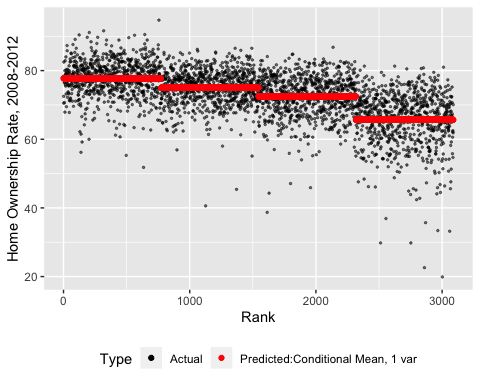 Home Ownership Rate, 2008-2012
80
60
40
20
0
1000
2000
3000
Rank
Type
Actual
Predicted:Conditional Mean, 1 var